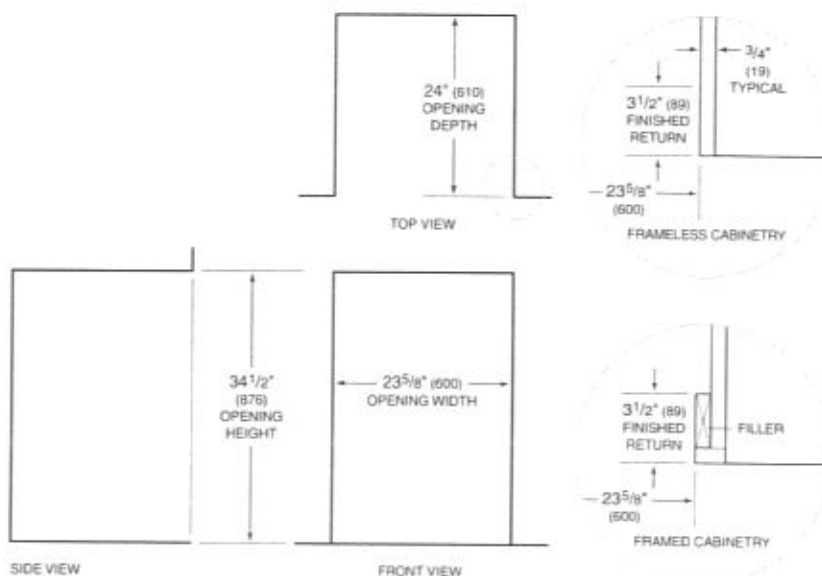 24" (610)
OPENING
DEPTH
TOP VIEW
3/4"
(19)
TYPICAL
3 1/2" (89)
FINISHED
RETURN
23 5/8"
(600)
FRAMELESS CABINETRY
34 1/2"
(876)
OPENING
HEIGHT
23 5/8" (600)
OPENING WIDTH
3 1/2" (89)
FINISHED
RETURN
FILLER
23 5/8"
(600)
FRAMED CABINETRY
SIDE VIEW
FRONT VIEW